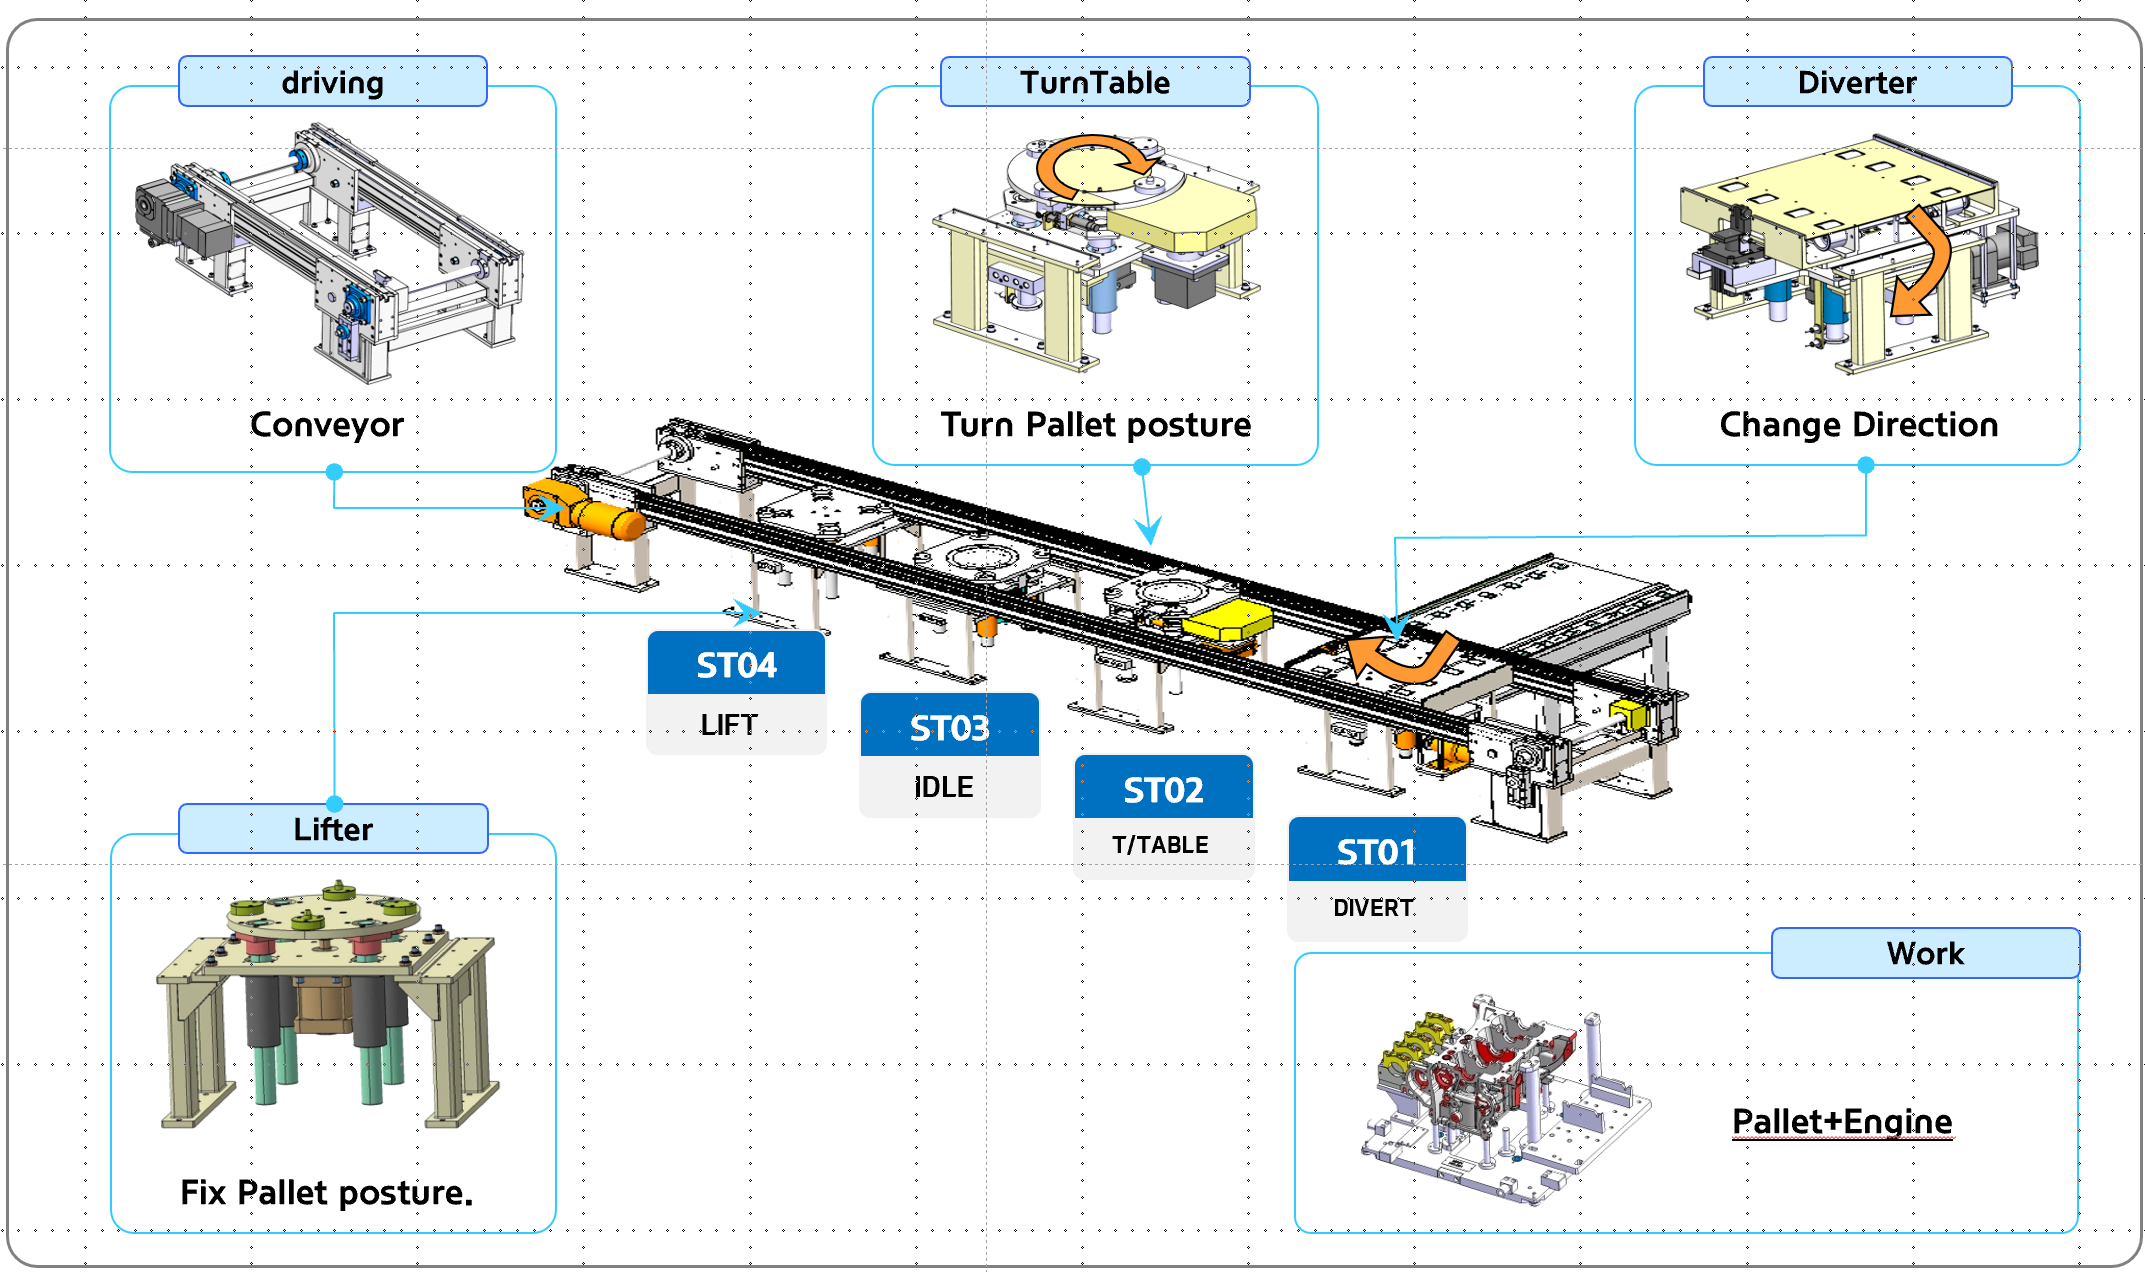 driving
TurnTable
Diverter
Conveyor
Turn Pallet posture
Change Direction
ST04
LIFT
ST03
IDLE
ST02
T/TABLE
ST01
DIVERT
Lifter
Fix Pallet posture.
Work
Pallet+Engine